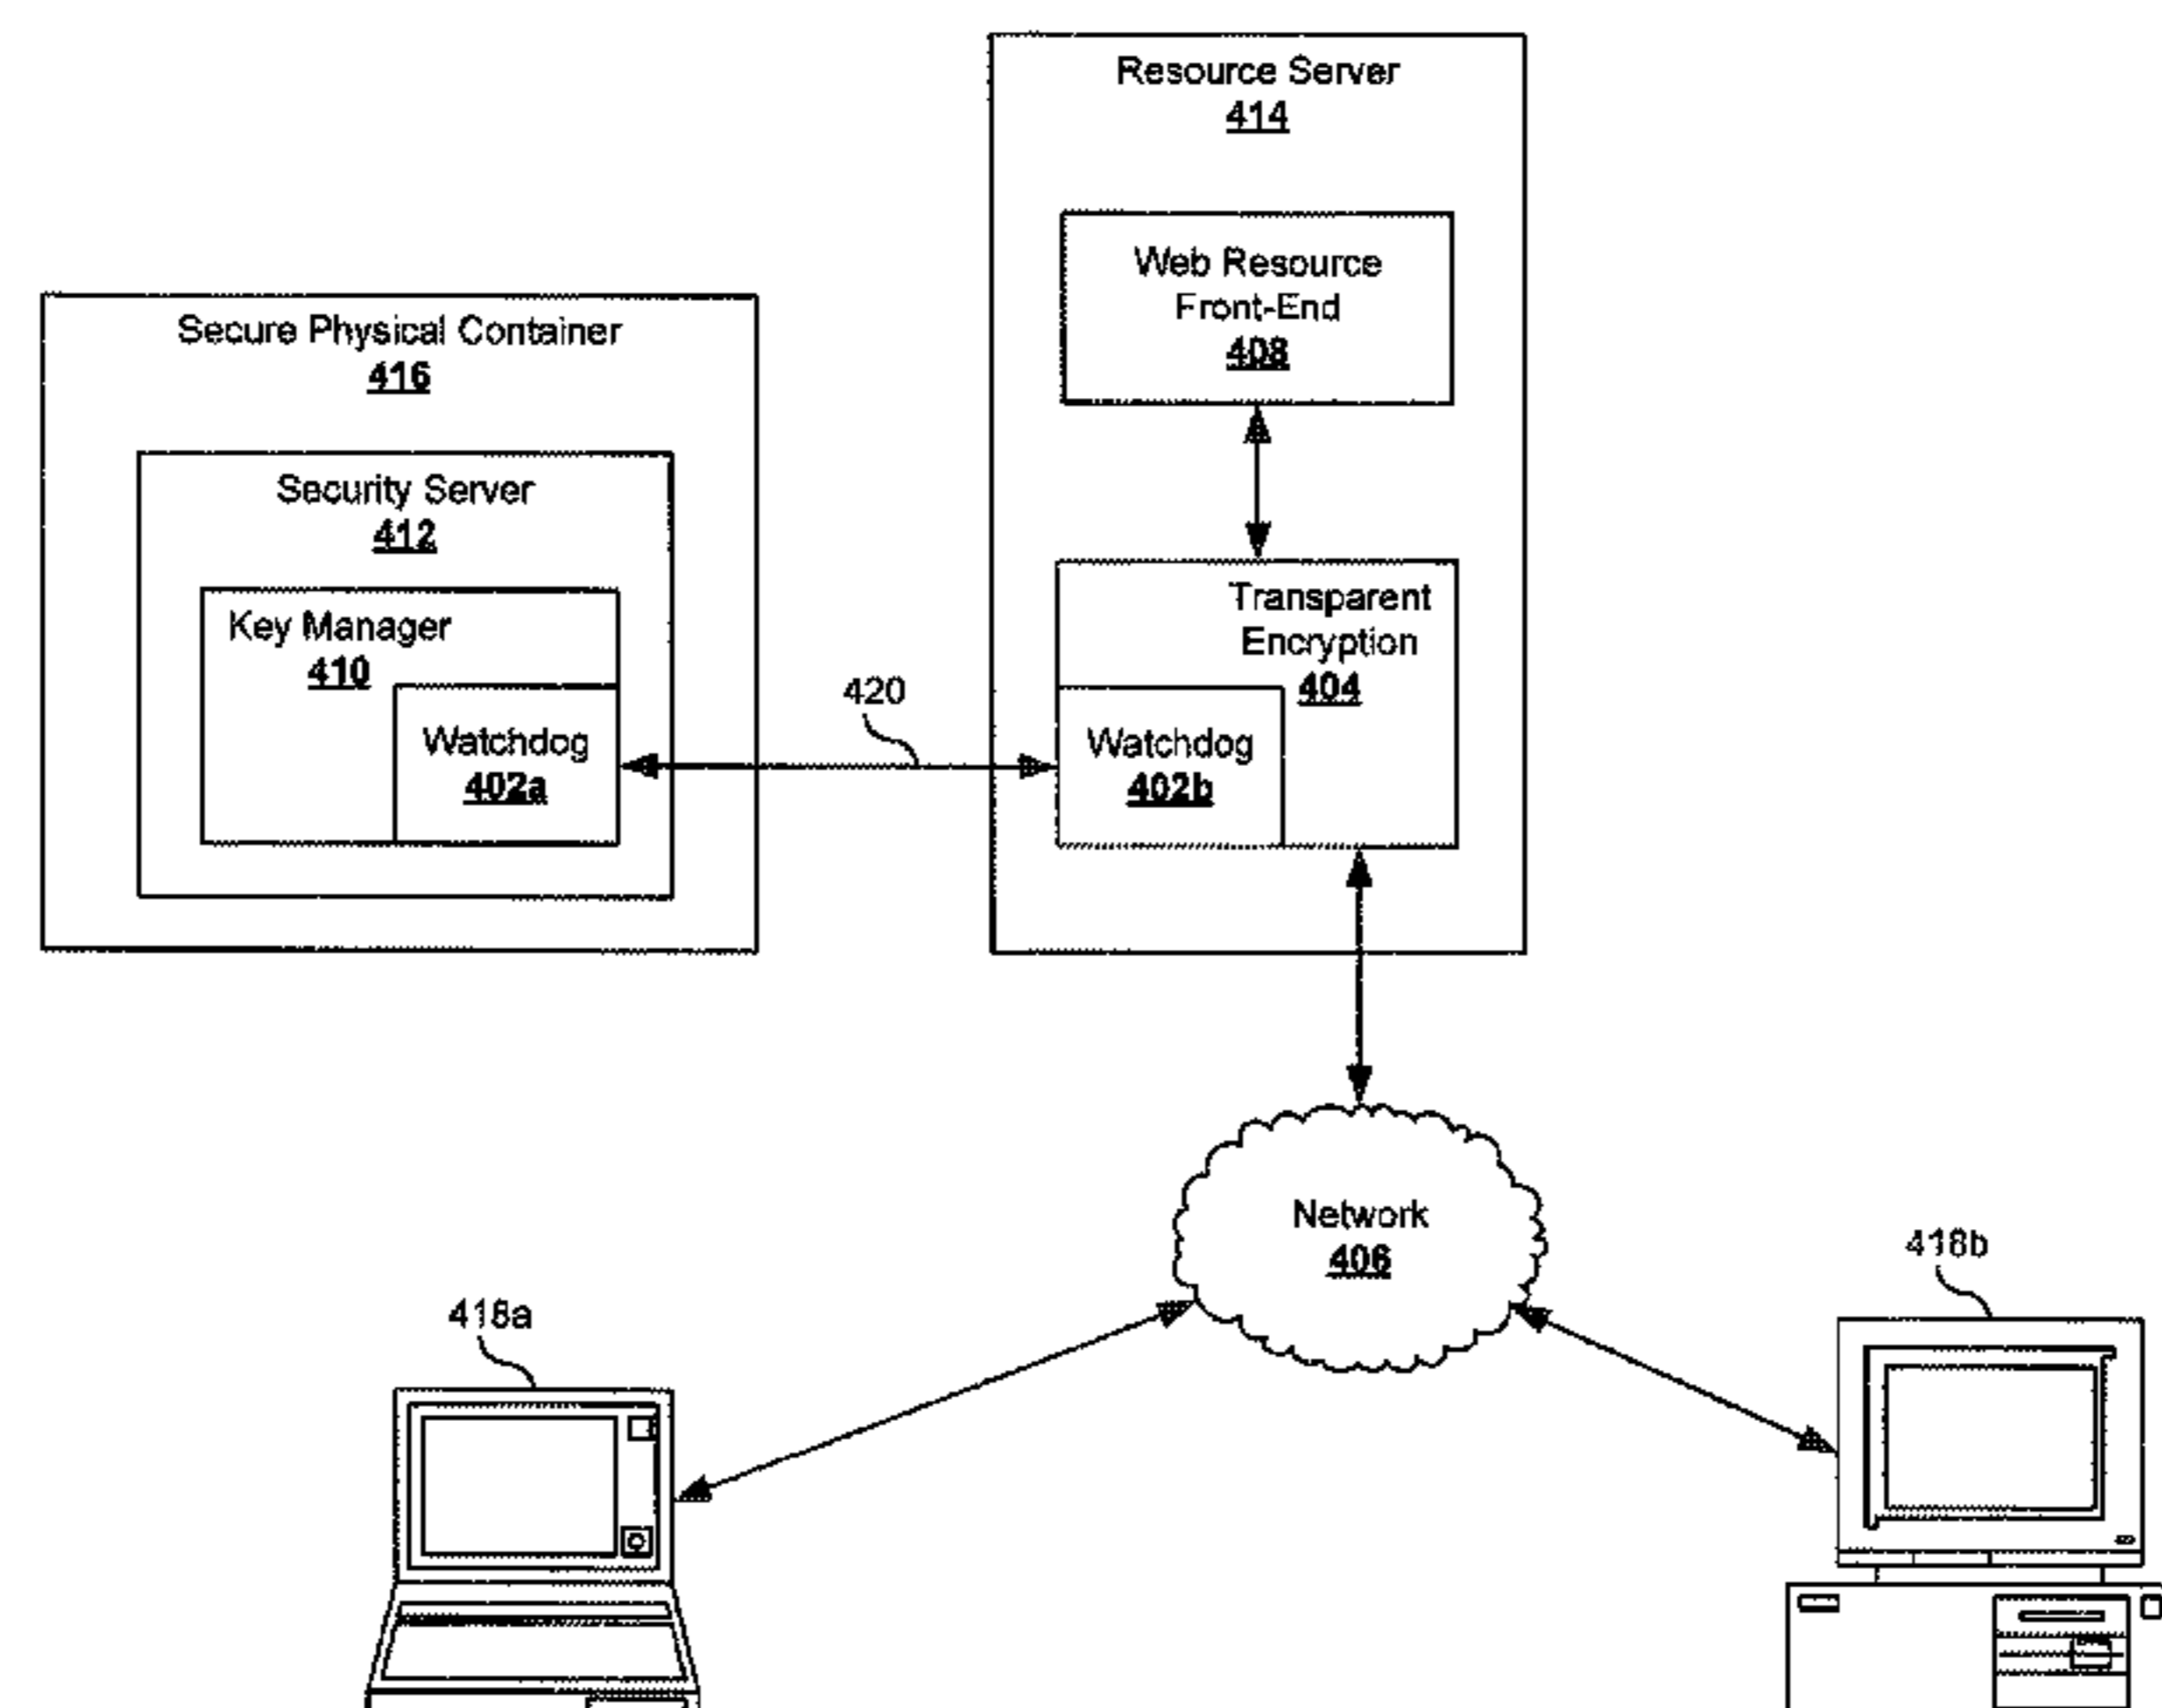 Resource Server
414
Web Resource
Front-End
408
Secure Physical Container
416
Security Server
412
Key Manager
410
Watchdog
402a
420
Transparent
Encryption
404
Watchdog
402b
Network
406
418a
418b